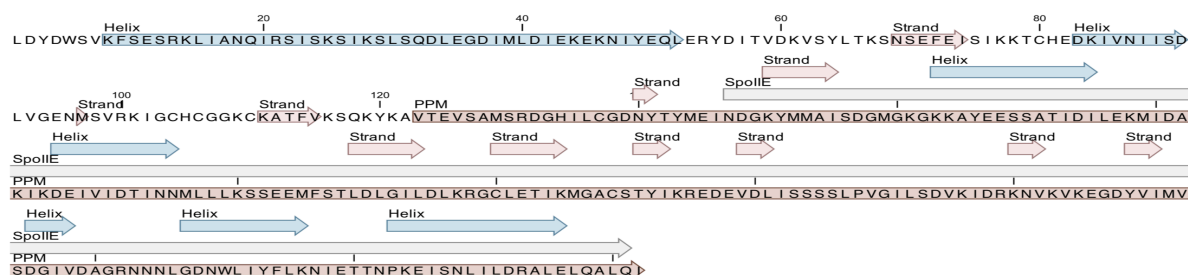 Helix 20 40 60 Strand 80 Helix
LDYDWSVKFSESRKLIANQIRSISKSIKSLSQDLEGDIMLDIEKEKNIYEQLERYDITVDKVSYLTKSNSEFEISIKKTCHEDKIVNIISD
Strand Helix
Strand SpoIIE
Strand 100 Strand 120 PPM
LVGENMSVRKIGCHCGGKCKATFVKSQKYKAVTEVSAMSRDGHILCGDNYTYMEINDGKYMMAISDGMGKGKKAYEESSATIDILEKMIDA
Helix Strand Strand Strand Strand Strand Strand
SpoIIE
PPM
KIKDEIVIDTINNMLLLKSSEEMFSTLDLGILDLKRGCLETIKMGACSTYIKREDEVDLISSSSLPVGILSDVKIDRKNVKVKEGDYVIMV
Helix Helix Helix
SpoIIE
PPM
SDGIVDAGRNNNLGDNWLIYFLKNIETTNPKEISNLILDRALELQALQI